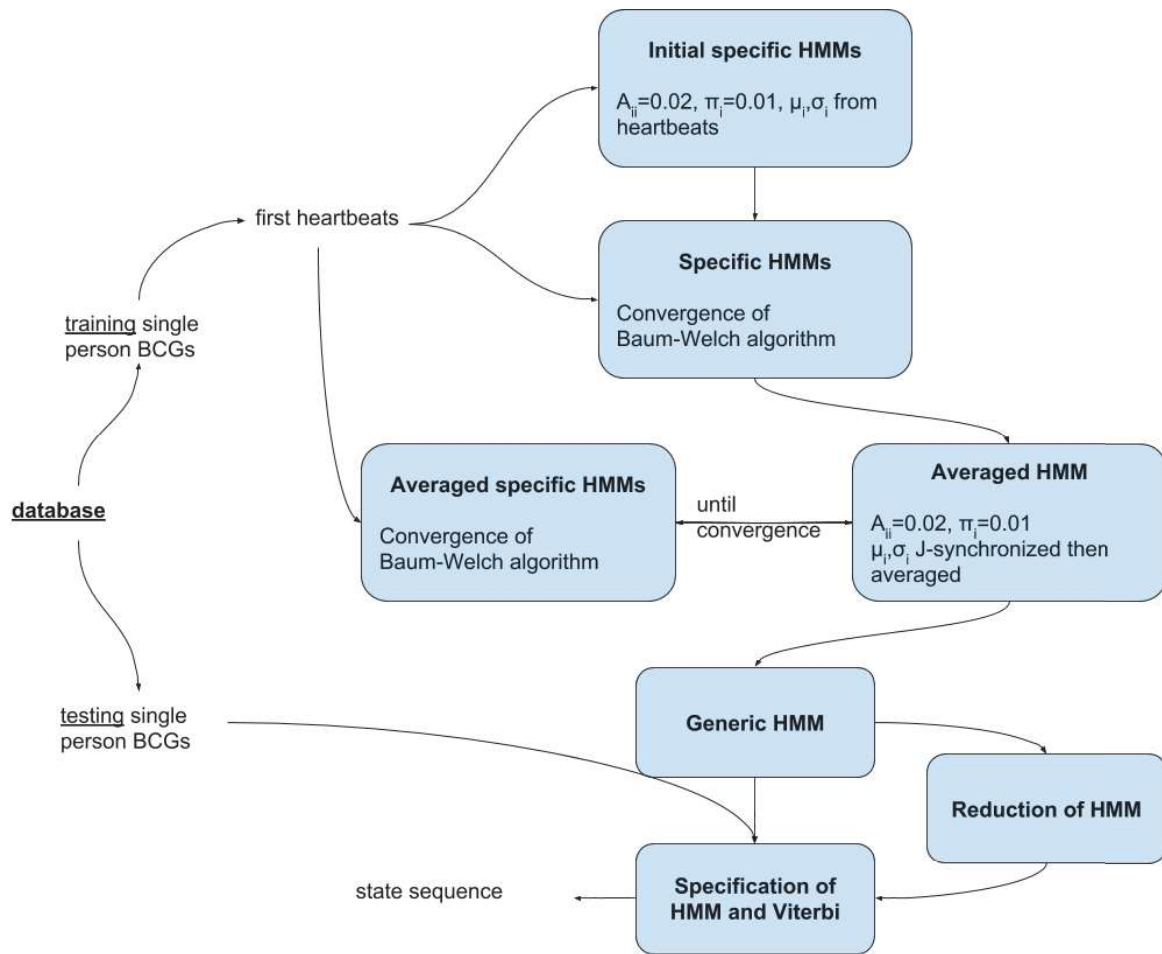 Initial specific HMMs
A_ii=0.02, π_i=0.01, μ_i,σ_i from
heartbeats
first heartbeats
Specific HMMs
Convergence of
Baum-Welch algorithm
training single
person BCGs
database
Averaged specific HMMs
Convergence of
Baum-Welch algorithm
until
convergence
Averaged HMM
A_ii=0.02, π_i=0.01
μ_i,σ_i J-synchronized then
averaged
testing single
person BCGs
Generic HMM
Reduction of HMM
Specification of
HMM and Viterbi
state sequence